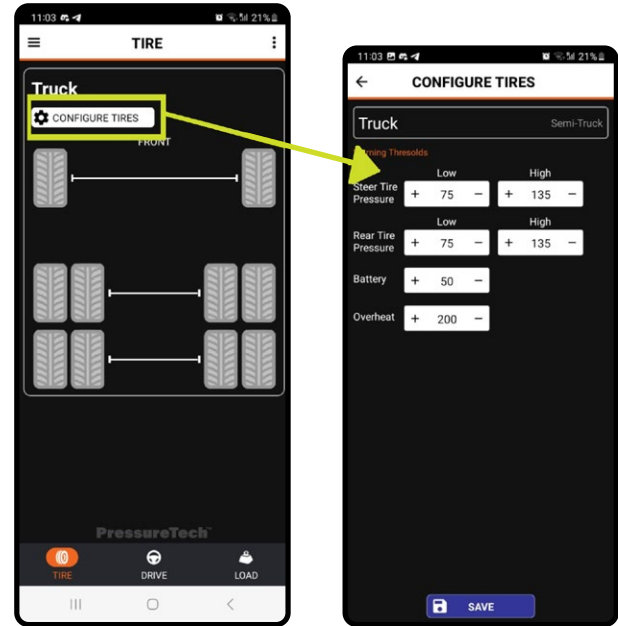 11:03
21%
TIRE
Truck
CONFIGURE TIRES
FRONT
PressureTech
TIRE
DRIVE
LOAD
11:03
21%
CONFIGURE TIRES
Truck
Semi-Truck
Warning Thresolds
Low
High
Steer Tire
Pressure
+ 75 −
+ 135 −
Low
High
Rear Tire
Pressure
+ 75 −
+ 135 −
Battery
+ 50 −
Overheat
+ 200 −
SAVE